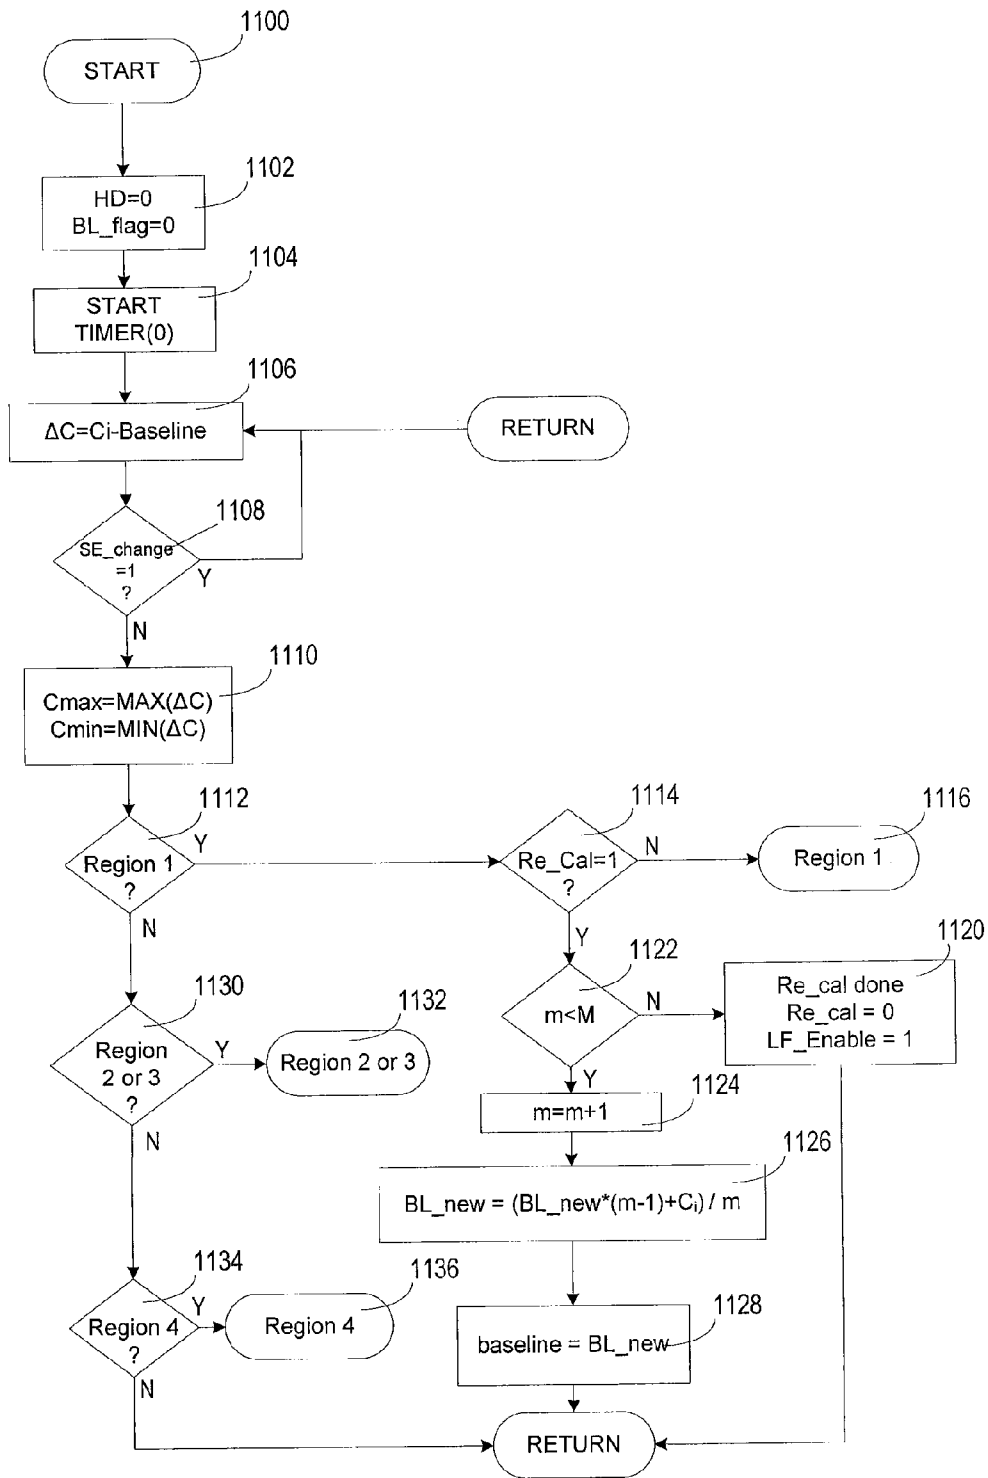 1100
START
1102
HD=0
BL_flag=0
1104
START
TIMER(0)
1106
ΔC=Ci-Baseline
RETURN
1108
SE_change
=1
?
Y
N
1110
Cmax=MAX(ΔC)
Cmin=MIN(ΔC)
1112
Region 1
?
Y
N
1114
Re_Cal=1
?
N
Y
1116
Region 1
1122
m<M
N
Y
1120
Re_cal done
Re_cal = 0
LF_Enable = 1
1130
Region
2 or 3
?
Y
N
1132
Region 2 or 3
1124
m=m+1
1126
BL_new = (BL_new*(m-1)+Ci) / m
1134
Region 4
?
Y
N
1136
Region 4
1128
baseline = BL_new
RETURN